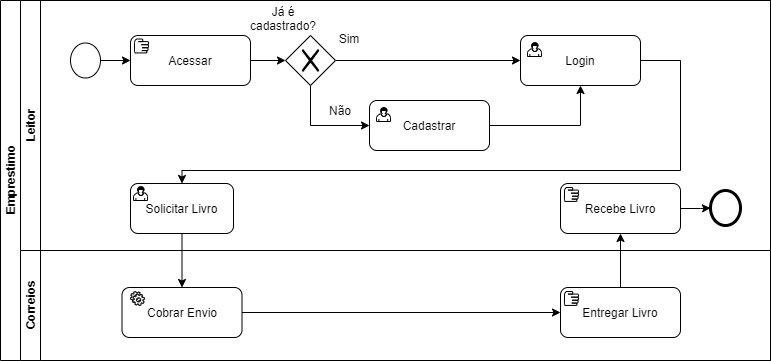 Emprestimo
Leitor
Já é
cadastrado?
Acessar
Sim
Login
Não
Cadastrar
Solicitar Livro
Recebe Livro
Correios
Cobrar Envio
Entregar Livro